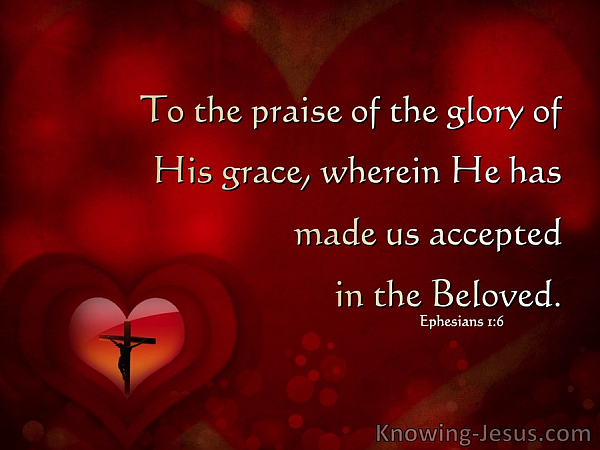 To the praise of the glory of
His grace, wherein He has
made us accepted
in the Beloved.
Ephesians 1:6
Knowing-Jesus.com